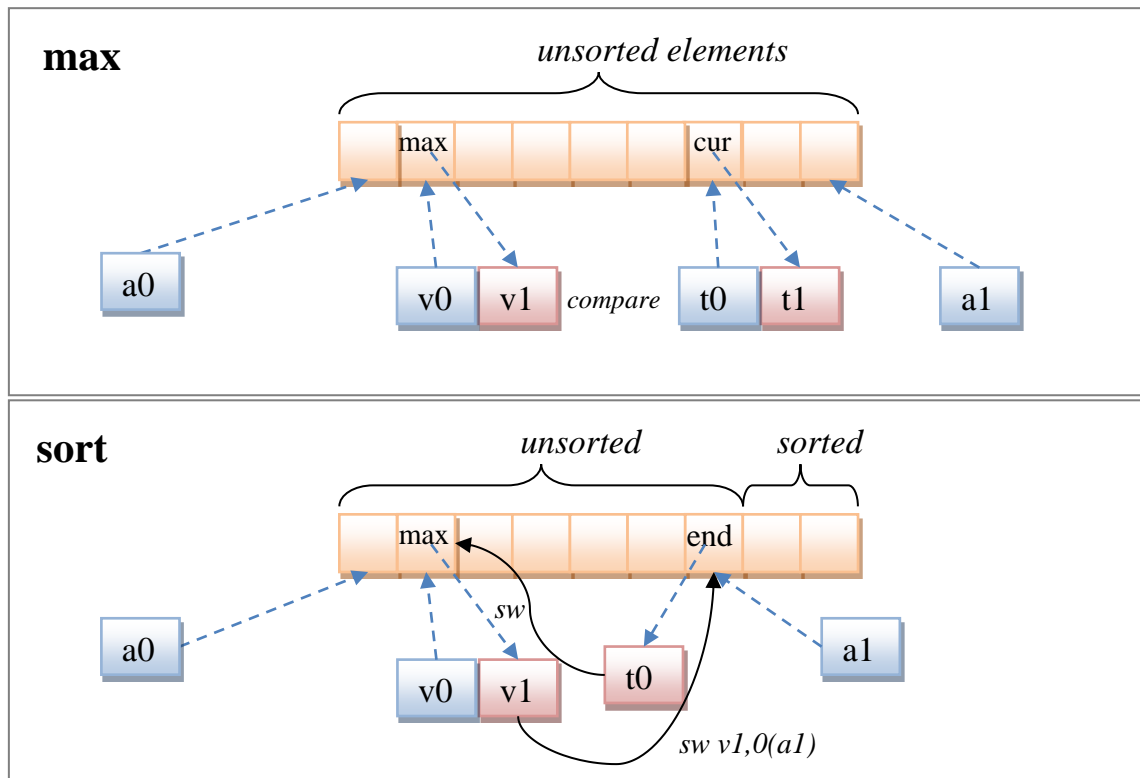 max
unsorted elements
max
cur
a0
v0
v1
compare
t0
t1
a1
sort
unsorted
sorted
max
end
sw
a0
v0
v1
t0
a1
sw v1,0(a1)